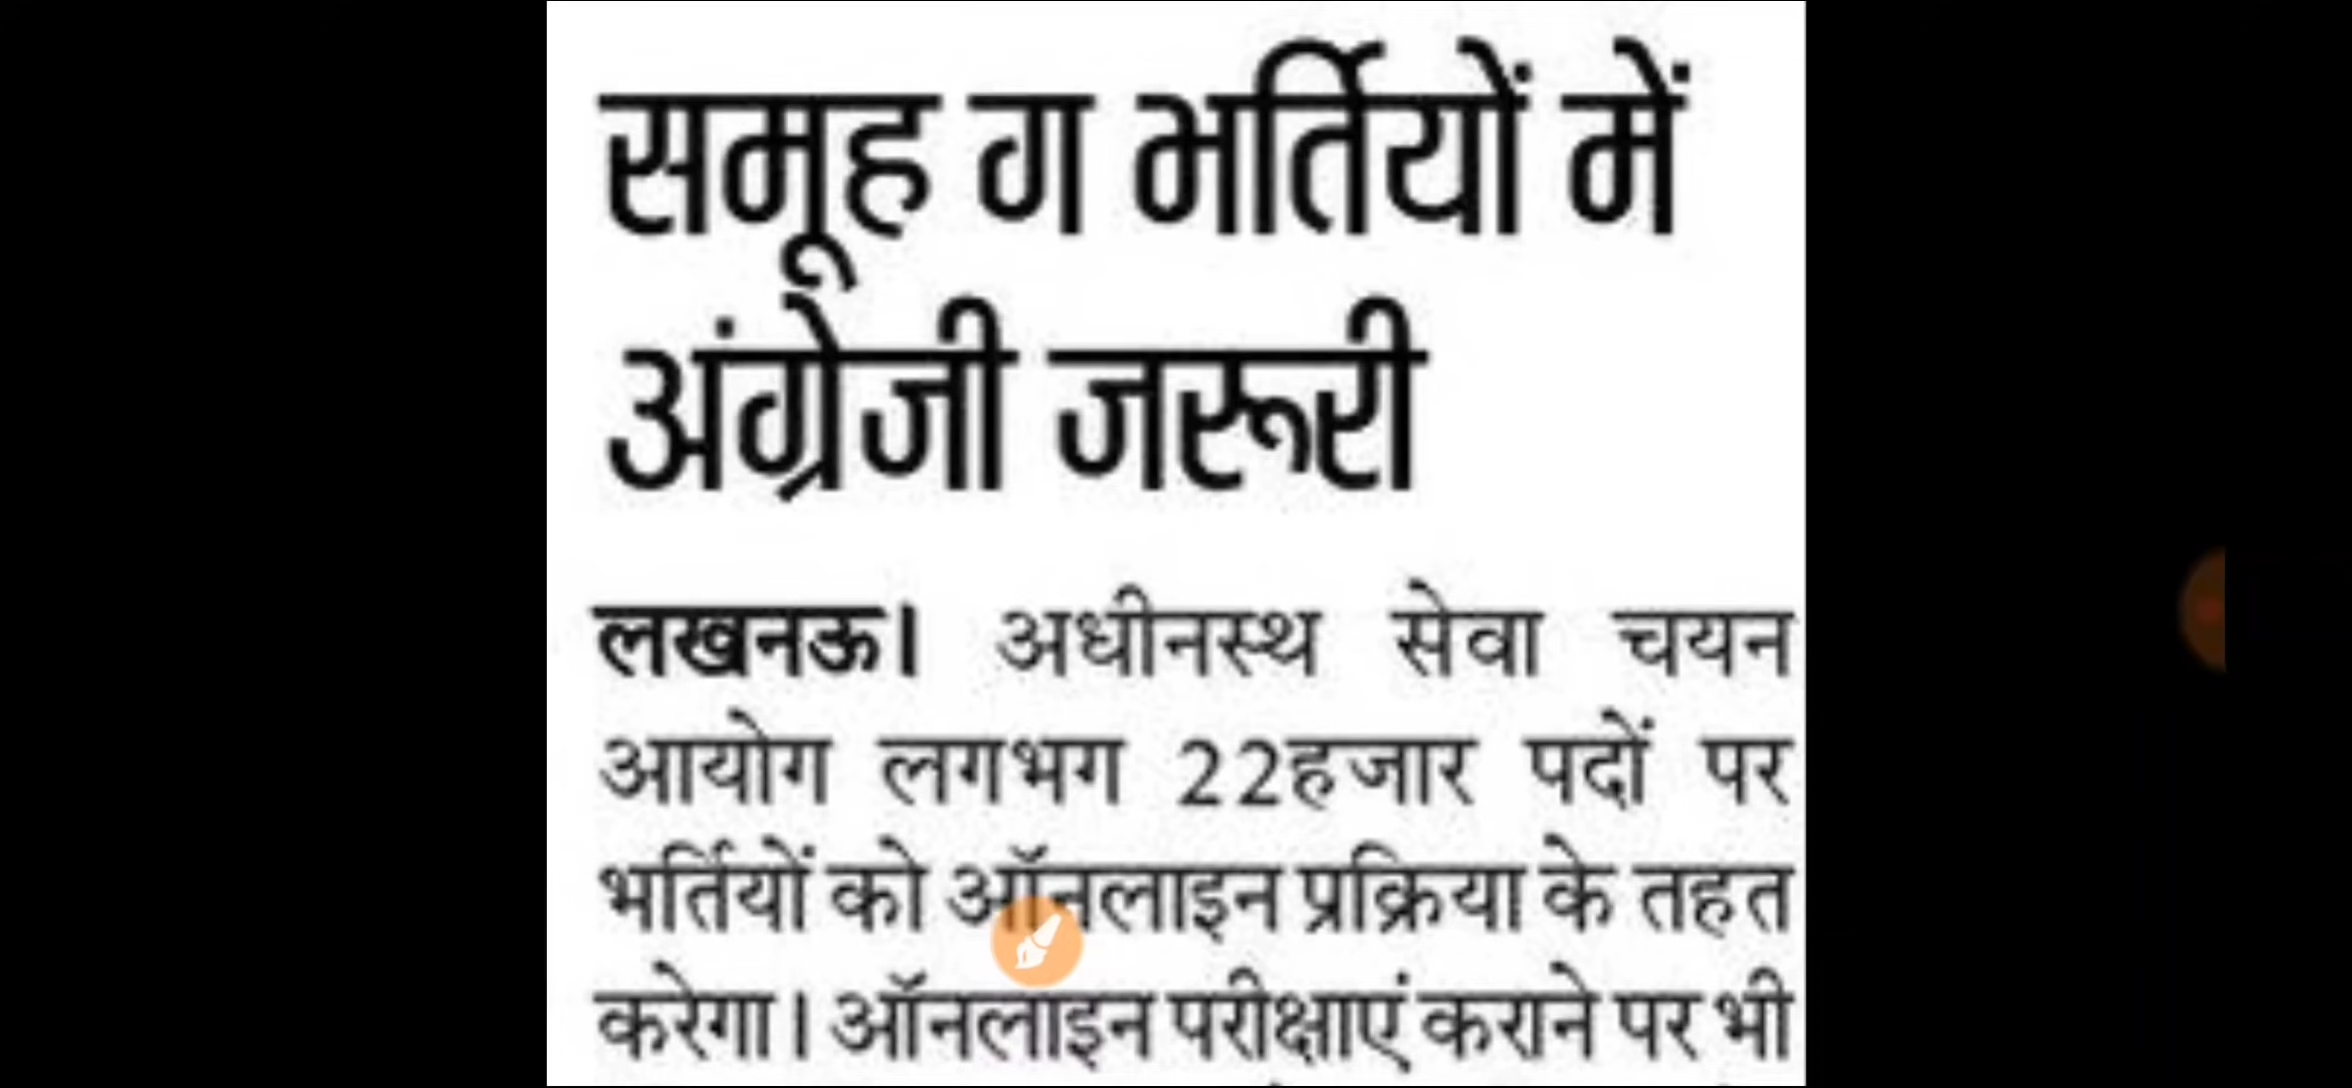 समूह ग भर्तियों में
अंग्रेजी जरूरी
लखनऊ। अधीनस्थ सेवा चयन
आयोग लगभग 22हजार पदों पर
भर्तियों को ऑनलाइन प्रक्रिया के तहत
करेगा। ऑनलाइन परीक्षाएं कराने पर भी